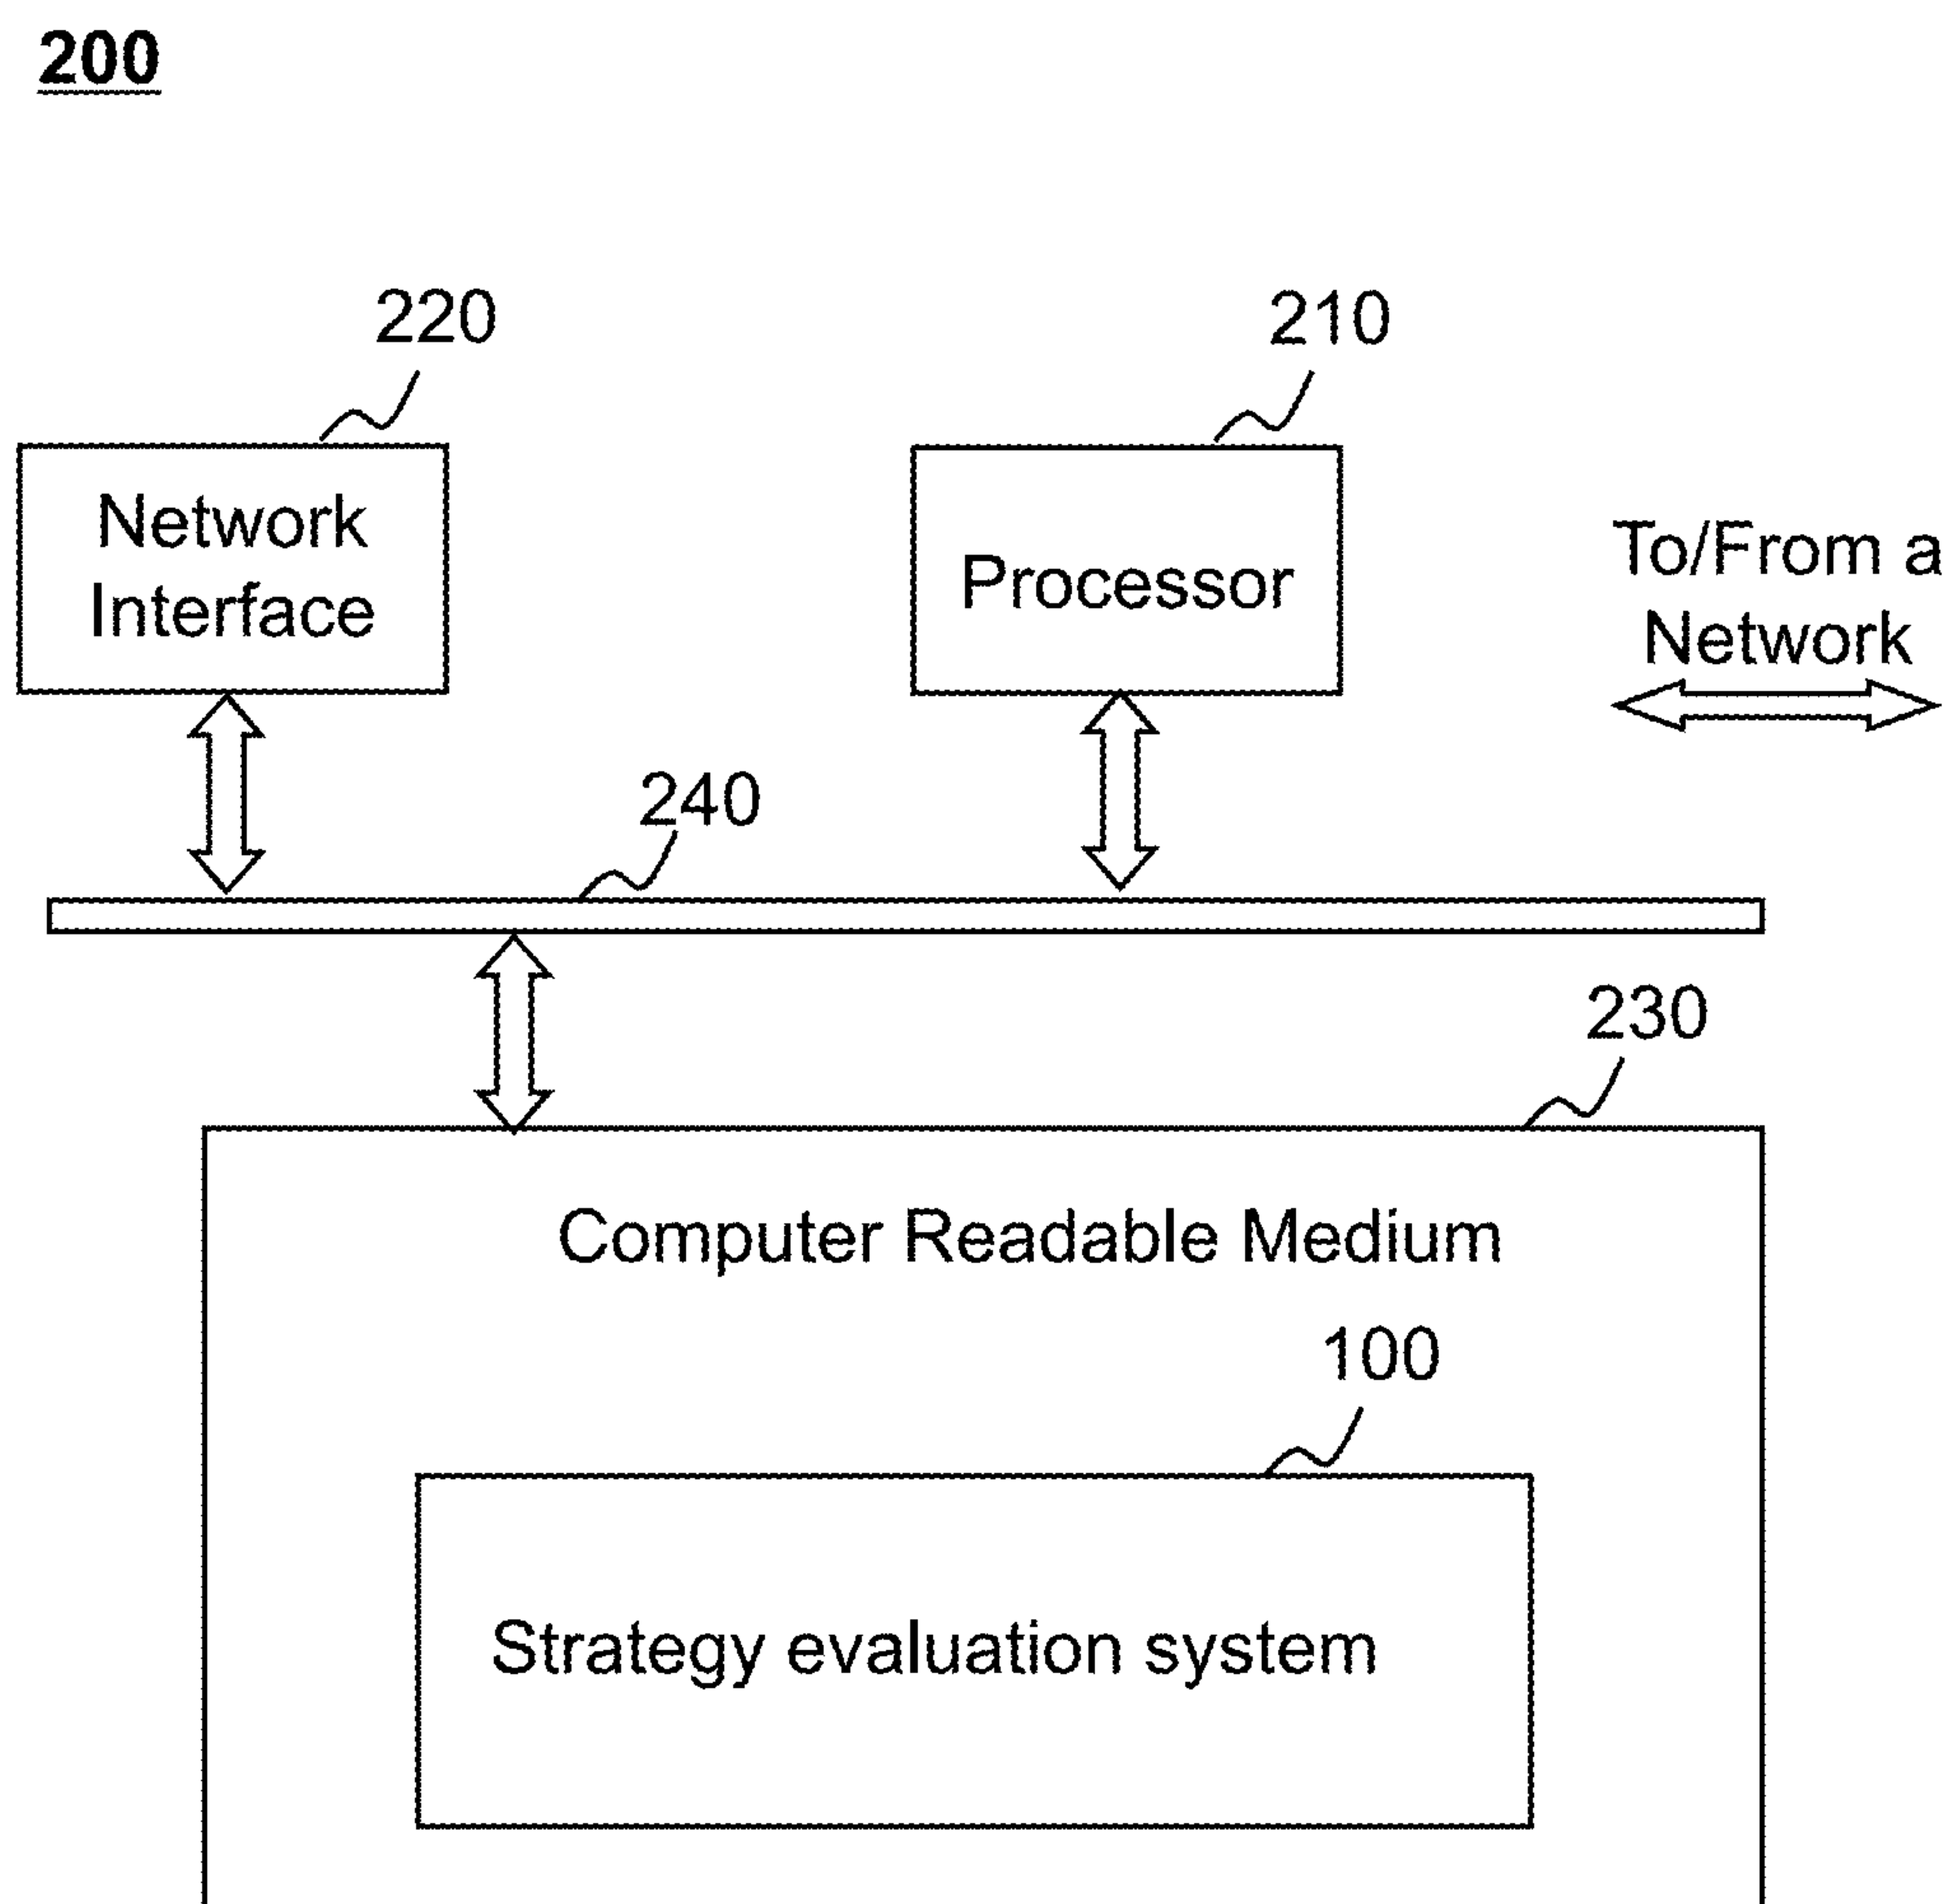 200
220
210
Network
Interface
Processor
To/From a
Network
240
230
Computer Readable Medium
100
Strategy evaluation system